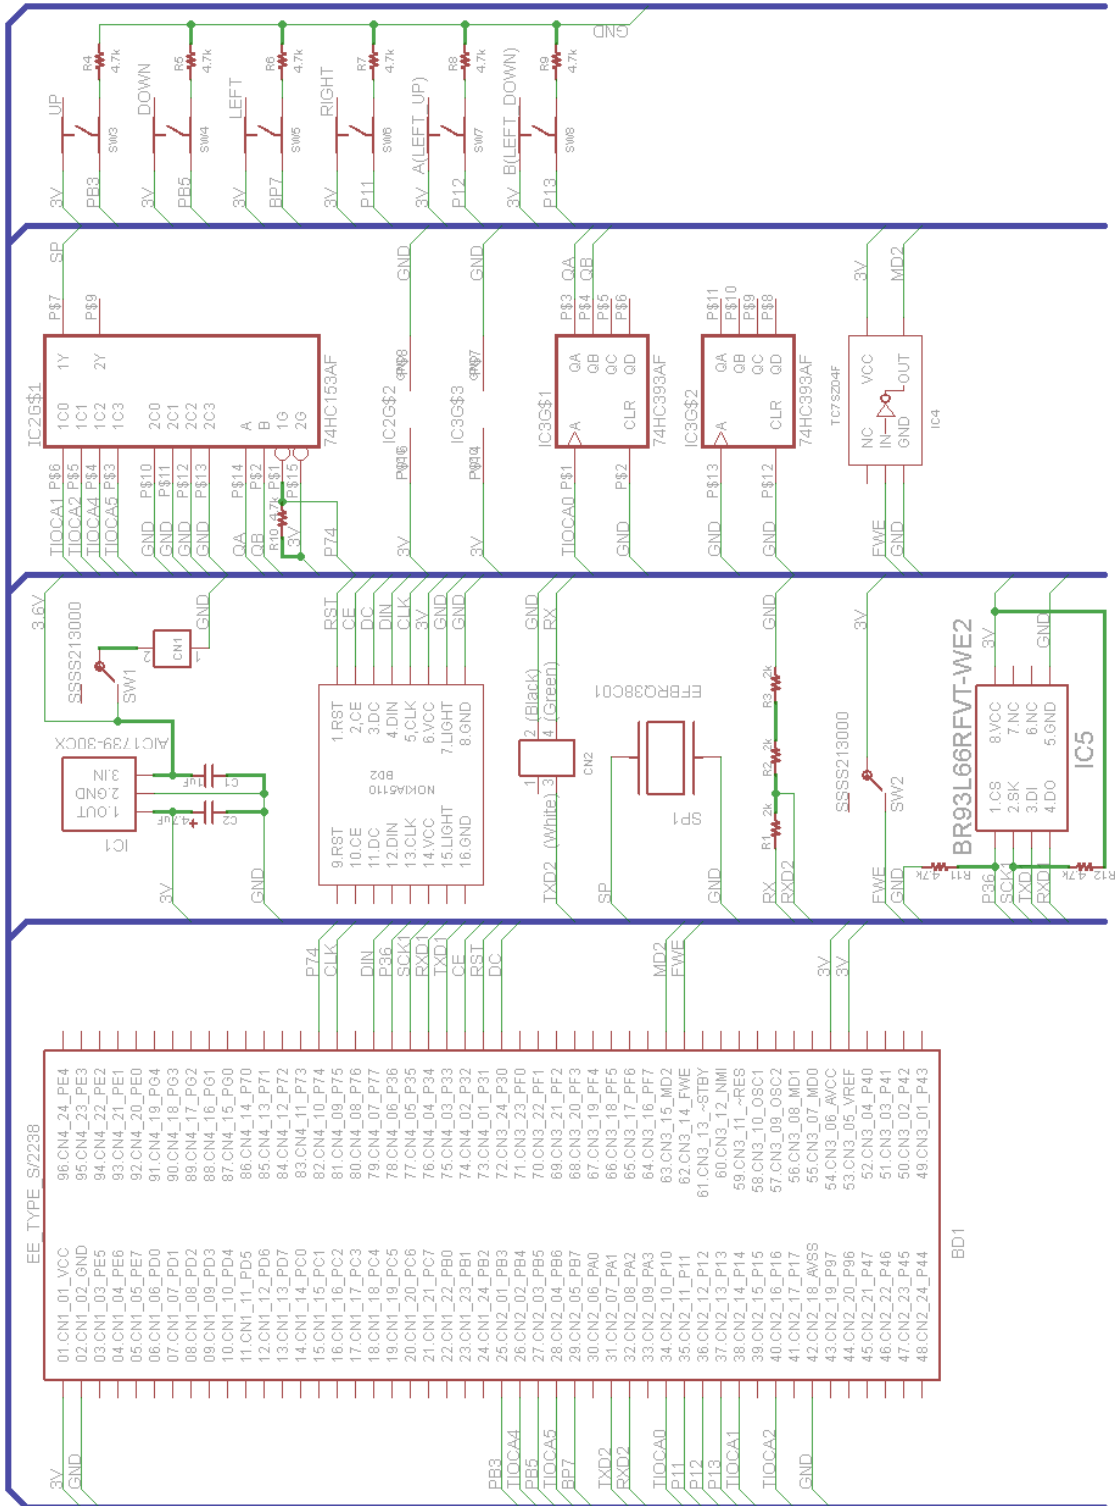 GND
R4 4.7k
R5 4.7k
R6 4.7k
R7 4.7k
R8 4.7k
R9 4.7k
UP
DOWN
LEFT
RIGHT
A(LEFT_UP)
B(LEFT_DOWN)
SW3
SW4
SW5
SW6
SW7
SW8
3V
PB3
3V
PB5
3V
BP7
3V
P11
3V
P12
3V
P13
SP
GND
GND
QA
QB
3V
MD2
P$7
P$9
P$3
P$4
P$5
P$6
P$11
P$10
P$9
P$8
IC2G$1
1Y
2Y
1C0
1C1
1C2
1C3
2C0
2C1
2C2
2C3
A
B
1G
2G
74HC153AF
IC2G$2
IC3G$3
IC3G$1
QA
QB
QC
QD
A
CLR
74HC393AF
IC3G$2
QA
QB
QC
QD
A
CLR
74HC393AF
TC7SZ04F
NC
IN
GND
VCC
OUT
IC4
P$6
P$5
P$4
P$3
P$10
P$11
P$12
P$13
P$14
P$2
P$1
P$15
P$1
P$2
P$13
P$12
TIOCA1
TIOCA2
TIOCA4
TIOCA5
GND
GND
GND
GND
QA
QB
R10 4.7k
3V
P74
3V
3V
TIOCA0
GND
GND
GND
FWE
GND
3.6V
SSSS213000
SW1
2
1
CN1
GND
AIC1739-30CX
3.IN
2.GND
1.OUT
IC1
1uF
C1
4.7uF
C2
3V
GND
RST
CE
DC
DIN
CLK
3V
GND
GND
1.RST
2,CE
3.DC
4.DIN
5,CLK
6.VCC
7.LIGHT
8.GND
BD2
NOKIA5110
9.RST
10.CE
11.DC
12.DIN
13.CLK
14.VCC
15.LIGHT
16.GND
GND
RX
2 (Black)
4 (Green)
CN2
1
3 (White)
TXD2
EFBRQ38C01
SP1
SP
GND
GND
R3 2k
R2 2k
R1 2k
RX
RXD2
3V
SSSS213000
SW2
FWE
GND
BR93L66RFVT-WE2
3V
GND
8.VCC
7.NC
6.NC
5.GND
1.CS
2.SK
3.DI
4.DO
IC5
4.7k R11
R12 4.7k
P36
SCK1
TXD1
RXD1
P74
CLK
DIN
P36
SCK1
RXD1
TXD1
CE
RST
DC
MD2
FWE
3V
3V
EE_TYPE_S/2238
96.CN4_24_PE4
95.CN4_23_PE3
94.CN4_22_PE2
93.CN4_21_PE1
92.CN4_20_PE0
91.CN4_19_PG4
90.CN4_18_PG3
89.CN4_17_PG2
88.CN4_16_PG1
87.CN4_15_PG0
86.CN4_14_P70
85.CN4_13_P71
84.CN4_12_P72
83.CN4_11_P73
82.CN4_10_P74
81.CN4_09_P75
80.CN4_08_P76
79.CN4_07_P77
78.CN4_06_P36
77.CN4_05_P35
76.CN4_04_P34
75.CN4_03_P33
74.CN4_02_P32
73.CN4_01_P31
72.CN3_24_P30
71.CN3_23_PF0
70.CN3_22_PF1
69.CN3_21_PF2
68.CN3_20_PF3
67.CN3_19_PF4
66.CN3_18_PF5
65.CN3_17_PF6
64.CN3_16_PF7
63.CN3_15_MD2
62.CN3_14_FWE
61.CN3_13_~STBY
60.CN3_12_NMI
59.CN3_11_~RES
58.CN3_10_OSC1
57.CN3_09_OSC2
56.CN3_08_MD1
55.CN3_07_MD0
54.CN3_06_AVCC
53.CN3_05_VREF
52.CN3_04_P40
51.CN3_03_P41
50.CN3_02_P42
49.CN3_01_P43
01.CN1_01_VCC
02.CN1_02_GND
03.CN1_03_PE5
04.CN1_04_PE6
05.CN1_05_PE7
06.CN1_06_PD0
07.CN1_07_PD1
08.CN1_08_PD2
09.CN1_09_PD3
10.CN1_10_PD4
11.CN1_11_PD5
12.CN1_12_PD6
13.CN1_13_PD7
14.CN1_14_PC0
15.CN1_15_PC1
16.CN1_16_PC2
17.CN1_17_PC3
18.CN1_18_PC4
19.CN1_19_PC5
20.CN1_20_PC6
21.CN1_21_PC7
22.CN1_22_PB0
23.CN1_23_PB1
24.CN1_24_PB2
25.CN2_01_PB3
26.CN2_02_PB4
27.CN2_03_PB5
28.CN2_04_PB6
29.CN2_05_PB7
30.CN2_06_PA0
31.CN2_07_PA1
32.CN2_08_PA2
33.CN2_09_PA3
34.CN2_10_P10
35.CN2_11_P11
36.CN2_12_P12
37.CN2_13_P13
38.CN2_14_P14
39.CN2_15_P15
40.CN2_16_P16
41.CN2_17_P17
42.CN2_18_AVSS
43.CN2_19_P97
44.CN2_20_P96
45.CN2_21_P47
46.CN2_22_P46
47.CN2_23_P45
48.CN2_24_P44
BD1
3V
GND
PB3
TIOCA4
PB5
TIOCA5
BP7
TXD2
RXD2
TIOCA0
P11
P12
P13
TIOCA1
TIOCA2
GND